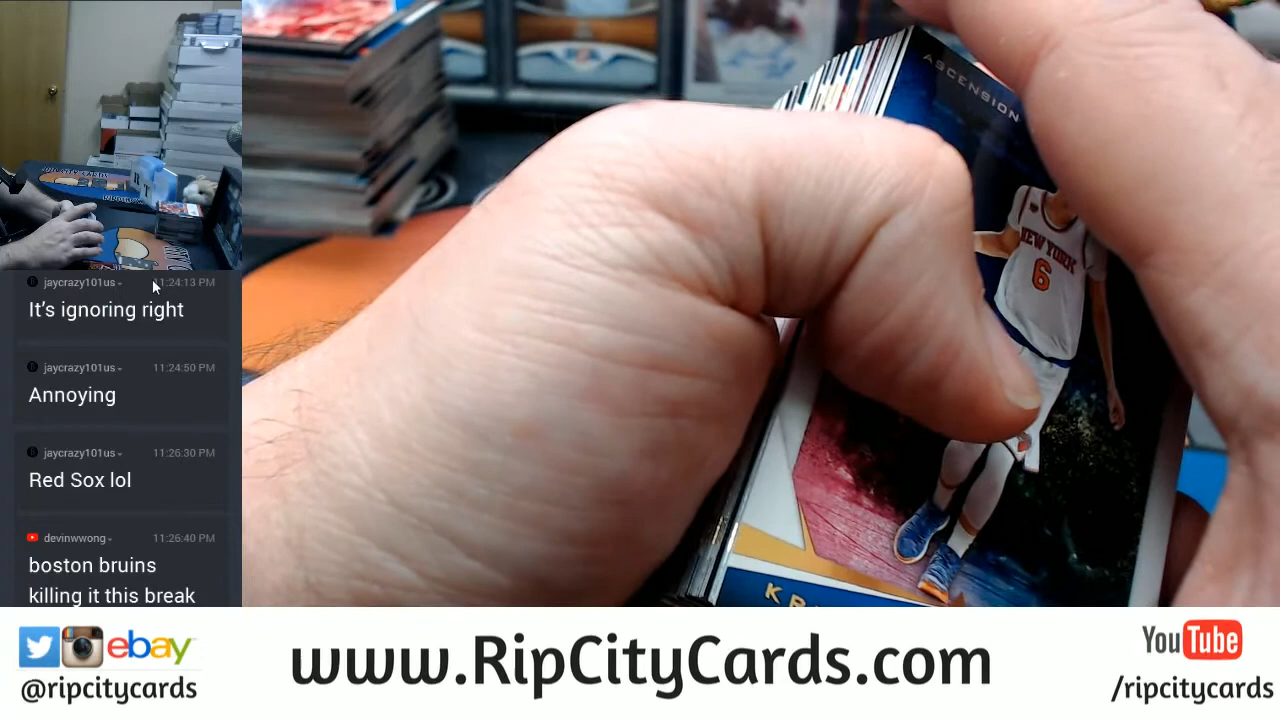 jaycrazy101us 11:24:13 PM
It's ignoring right
jaycrazy101us 11:24:50 PM
Annoying
jaycrazy101us 11:26:30 PM
Red Sox lol
devinwwong 11:26:40 PM
boston bruins
killing it this break
ASCENSION
NEW YORK
6
ebay
@ripcitycards
www.RipCityCards.com
YouTube
/ripcitycards